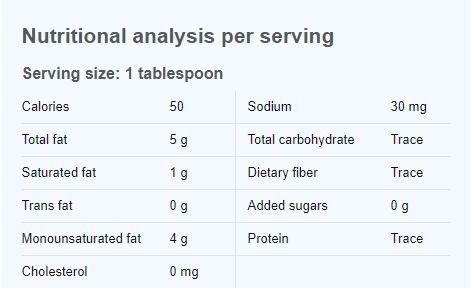 Nutritional analysis per serving
Serving size: 1 tablespoon
Calories 50 Sodium 30 mg
Total fat 5 g Total carbohydrate Trace
Saturated fat 1 g Dietary fiber Trace
Trans fat 0 g Added sugars 0 g
Monounsaturated fat 4 g Protein Trace
Cholesterol 0 mg